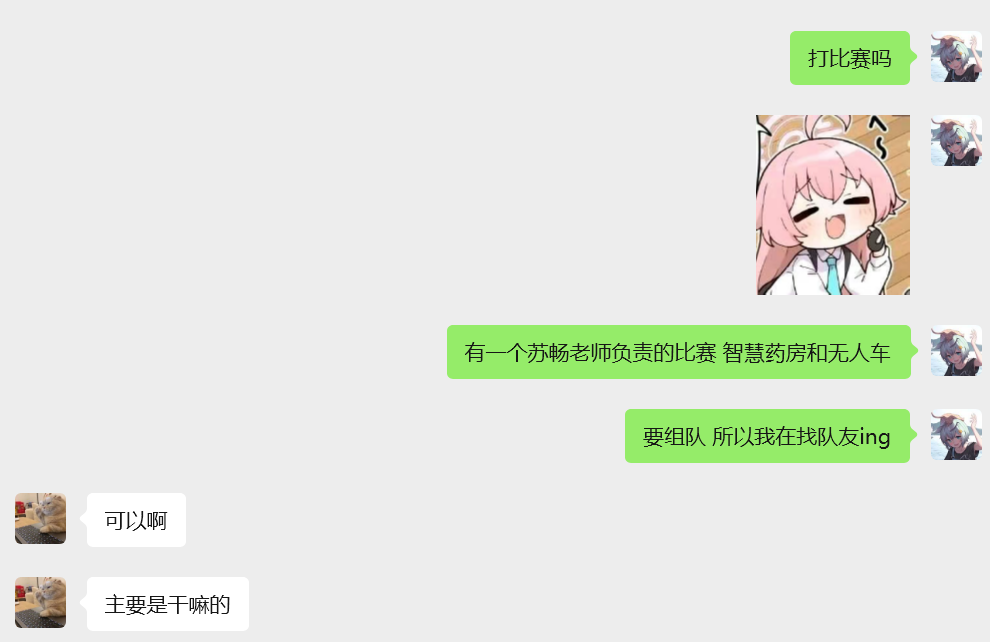 打比赛吗
有一个苏畅老师负责的比赛 智慧药房和无人车
要组队 所以我在找队友ing
可以啊
主要是干嘛的